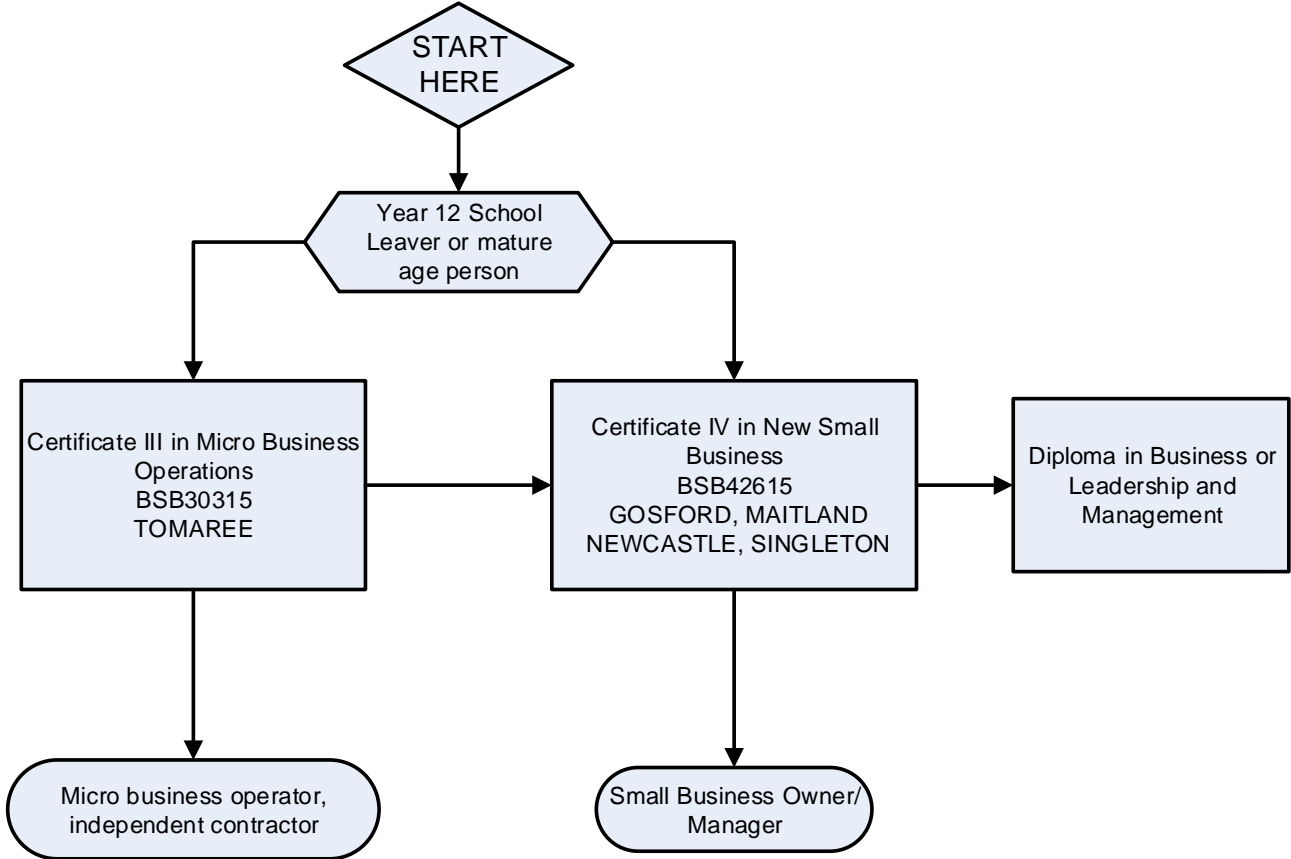 START
HERE
Year 12 School
Leaver or mature
age person
Certificate III in Micro Business
Operations
BSB30315
TOMAREE
Certificate IV in New Small
Business
BSB42615
GOSFORD, MAITLAND
NEWCASTLE, SINGLETON
Diploma in Business or
Leadership and
Management
Micro business operator,
independent contractor
Small Business Owner/
Manager